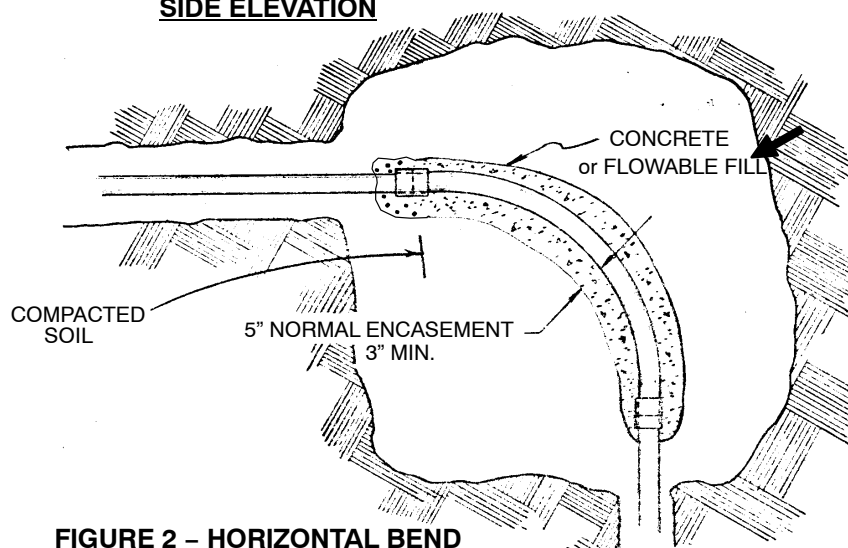 SIDE ELEVATION
CONCRETE
or FLOWABLE FILL
COMPACTED
SOIL
5” NORMAL ENCASEMENT
3” MIN.
FIGURE 2 – HORIZONTAL BEND